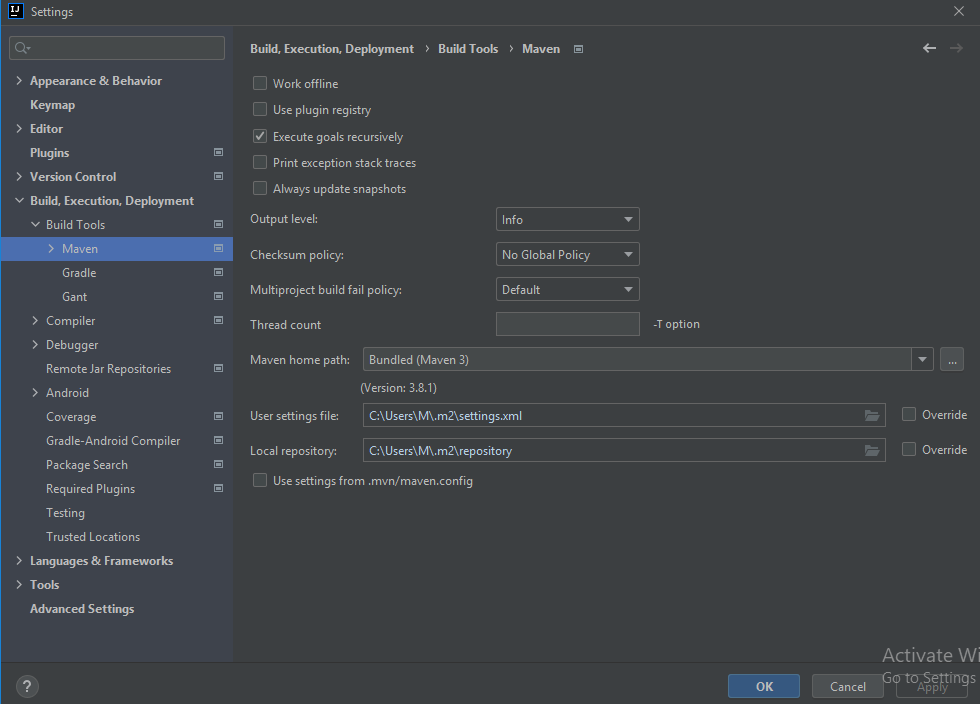 Settings
Build, Execution, Deployment › Build Tools › Maven
Appearance & Behavior
Keymap
Editor
Plugins
Version Control
Build, Execution, Deployment
Build Tools
Maven
Gradle
Gant
Compiler
Debugger
Remote Jar Repositories
Android
Coverage
Gradle-Android Compiler
Package Search
Required Plugins
Testing
Trusted Locations
Languages & Frameworks
Tools
Advanced Settings
Work offline
Use plugin registry
Execute goals recursively
Print exception stack traces
Always update snapshots
Output level: Info
Checksum policy: No Global Policy
Multiproject build fail policy: Default
Thread count -T option
Maven home path: Bundled (Maven 3) ...
(Version: 3.8.1)
User settings file: C:\Users\M\.m2\settings.xml Override
Local repository: C:\Users\M\.m2\repository Override
Use settings from .mvn/maven.config
Activate Wi
Go to Settings
? OK Cancel Apply